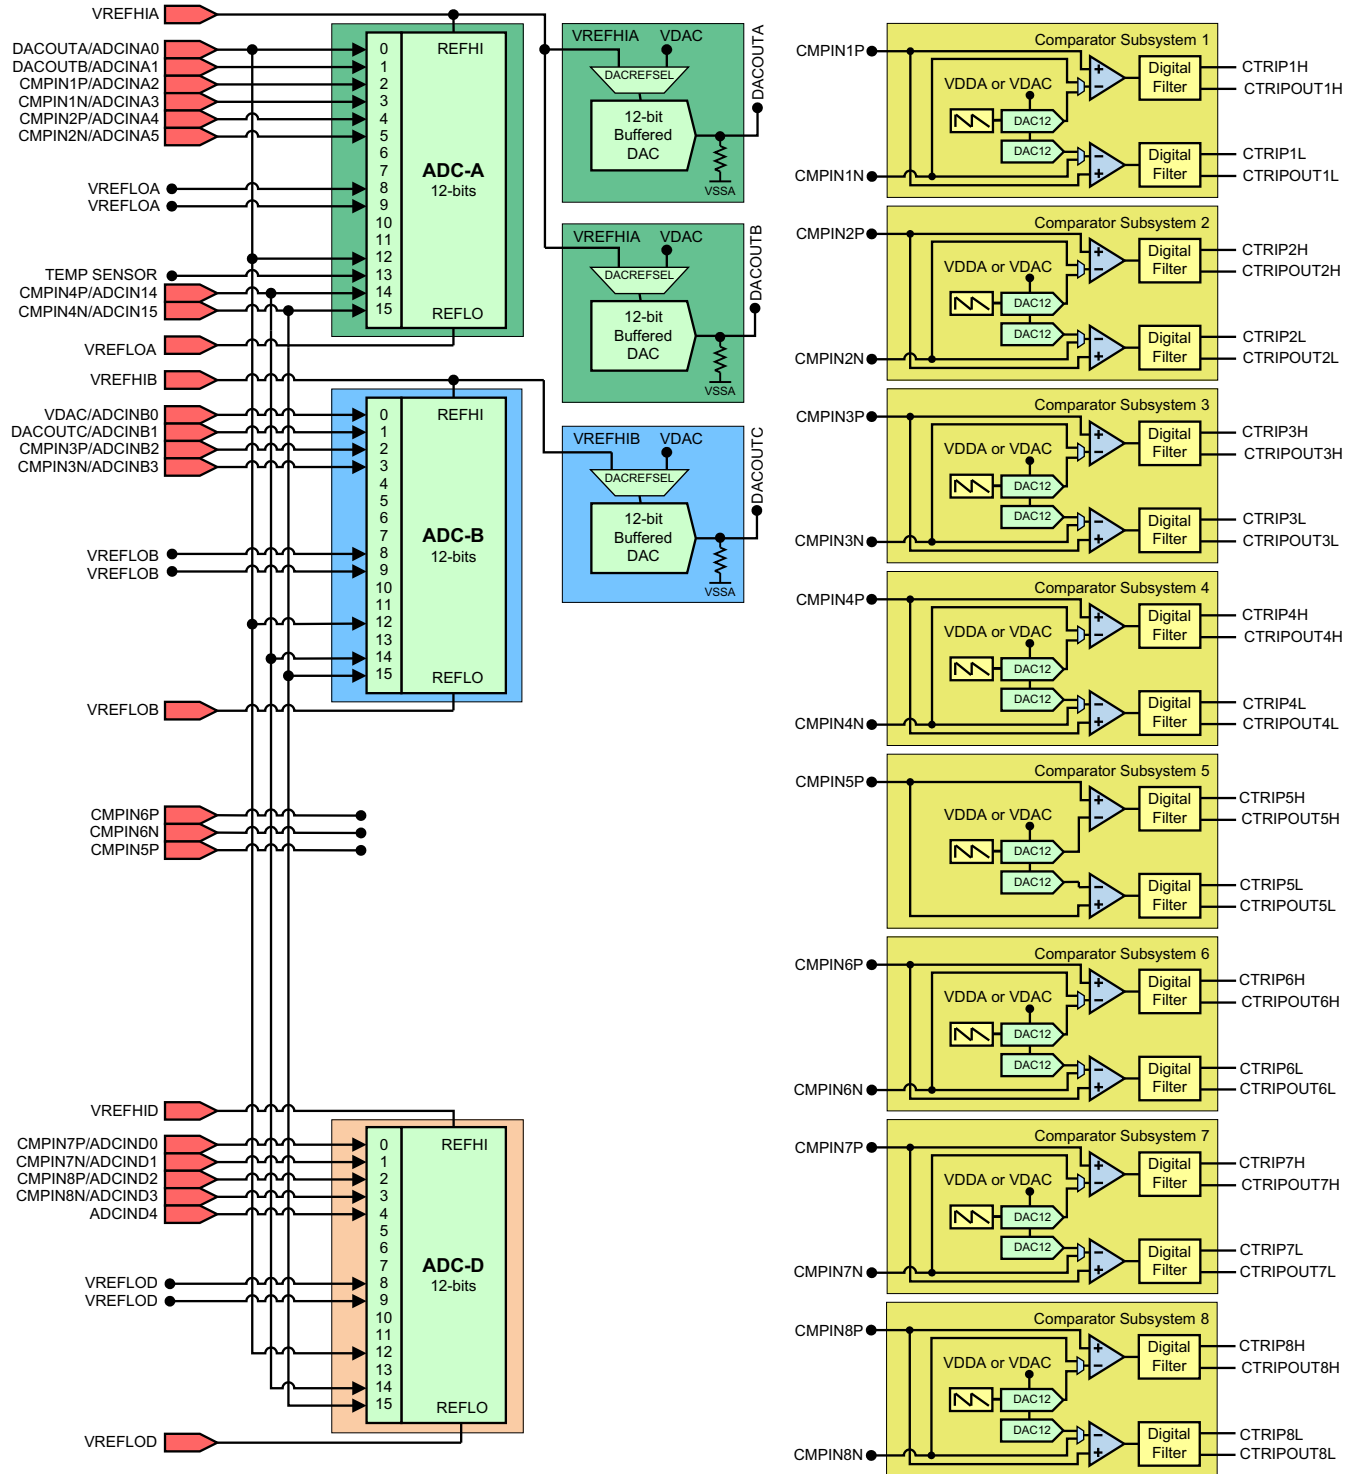 VREFHIA
DACOUTA/ADCINA0
DACOUTB/ADCINA1
CMPIN1P/ADCINA2
CMPIN1N/ADCINA3
CMPIN2P/ADCINA4
CMPIN2N/ADCINA5
VREFLOA
VREFLOA
TEMP SENSOR
CMPIN4P/ADCIN14
CMPIN4N/ADCIN15
VREFLOA
0
1
2
3
4
5
6
7
8
9
10
11
12
13
14
15
REFHI
ADC-A
12-bits
REFLO
VREFHIA
VDAC
DACREFSEL
12-bit
Buffered
DAC
VSSA
DACOUTA
VREFHIA
VDAC
DACREFSEL
12-bit
Buffered
DAC
VSSA
DACOUTB
VREFHIB
VDAC/ADCINB0
DACOUTC/ADCINB1
CMPIN3P/ADCINB2
CMPIN3N/ADCINB3
VREFLOB
VREFLOB
VREFLOB
0
1
2
3
4
5
6
7
8
9
10
11
12
13
14
15
REFHI
ADC-B
12-bits
REFLO
VREFHIB
VDAC
DACREFSEL
12-bit
Buffered
DAC
VSSA
DACOUTC
CMPIN6P
CMPIN6N
CMPIN5P
VREFHID
CMPIN7P/ADCIND0
CMPIN7N/ADCIND1
CMPIN8P/ADCIND2
CMPIN8N/ADCIND3
ADCIND4
VREFLOD
VREFLOD
VREFLOD
0
1
2
3
4
5
6
7
8
9
10
11
12
13
14
15
REFHI
ADC-D
12-bits
REFLO
Comparator Subsystem 1
CMPIN1P
CMPIN1N
VDDA or VDAC
DAC12
DAC12
Digital
Filter
Digital
Filter
CTRIP1H
CTRIPOUT1H
CTRIP1L
CTRIPOUT1L
Comparator Subsystem 2
CMPIN2P
CMPIN2N
VDDA or VDAC
DAC12
DAC12
Digital
Filter
Digital
Filter
CTRIP2H
CTRIPOUT2H
CTRIP2L
CTRIPOUT2L
Comparator Subsystem 3
CMPIN3P
CMPIN3N
VDDA or VDAC
DAC12
DAC12
Digital
Filter
Digital
Filter
CTRIP3H
CTRIPOUT3H
CTRIP3L
CTRIPOUT3L
Comparator Subsystem 4
CMPIN4P
CMPIN4N
VDDA or VDAC
DAC12
DAC12
Digital
Filter
Digital
Filter
CTRIP4H
CTRIPOUT4H
CTRIP4L
CTRIPOUT4L
Comparator Subsystem 5
CMPIN5P
VDDA or VDAC
DAC12
DAC12
Digital
Filter
Digital
Filter
CTRIP5H
CTRIPOUT5H
CTRIP5L
CTRIPOUT5L
Comparator Subsystem 6
CMPIN6P
CMPIN6N
VDDA or VDAC
DAC12
DAC12
Digital
Filter
Digital
Filter
CTRIP6H
CTRIPOUT6H
CTRIP6L
CTRIPOUT6L
Comparator Subsystem 7
CMPIN7P
CMPIN7N
VDDA or VDAC
DAC12
DAC12
Digital
Filter
Digital
Filter
CTRIP7H
CTRIPOUT7H
CTRIP7L
CTRIPOUT7L
Comparator Subsystem 8
CMPIN8P
CMPIN8N
VDDA or VDAC
DAC12
DAC12
Digital
Filter
Digital
Filter
CTRIP8H
CTRIPOUT8H
CTRIP8L
CTRIPOUT8L